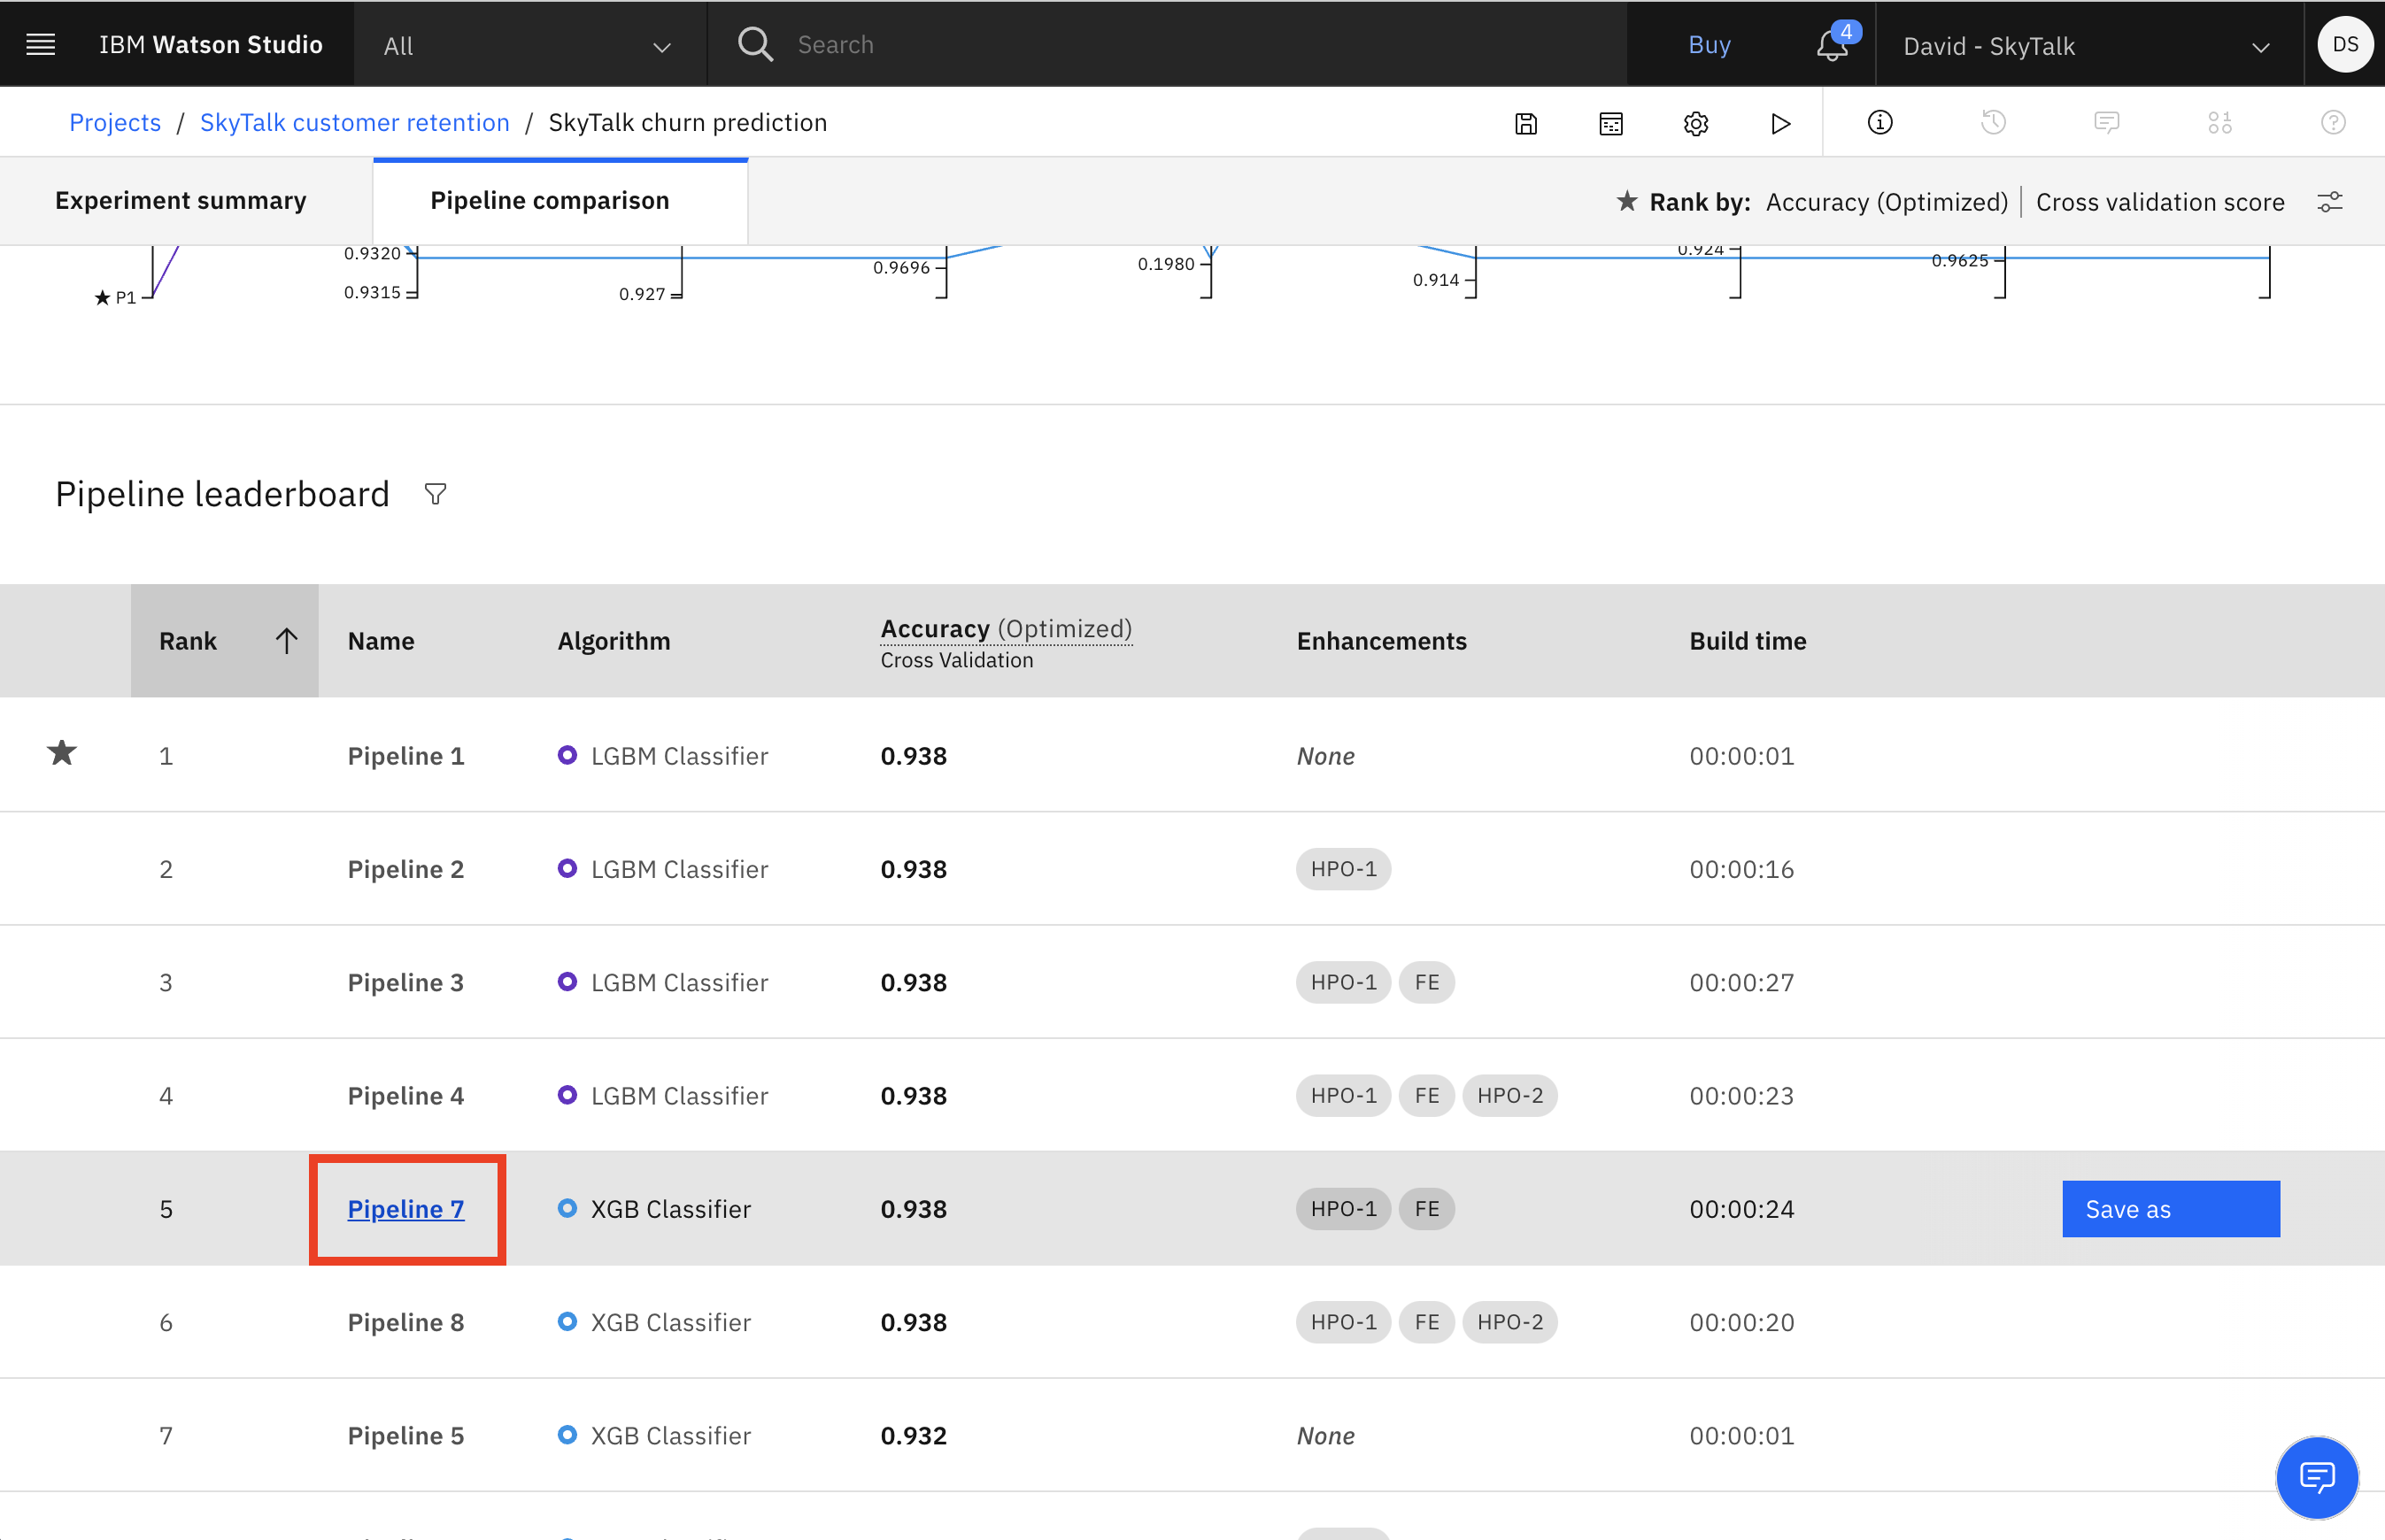 IBM Watson Studio
All
Search
Buy
4
David - SkyTalk
DS
Projects / SkyTalk customer retention / SkyTalk churn prediction
Experiment summary
Pipeline comparison
★ Rank by: Accuracy (Optimized) | Cross validation score
0.9320
0.9696
0.1980
0.914
0.924
0.9625
★ P1
0.9315
0.927
Pipeline leaderboard
Rank Name Algorithm Accuracy (Optimized) Enhancements Build time
Cross Validation
★ 1 Pipeline 1 LGBM Classifier 0.938 None 00:00:01
2 Pipeline 2 LGBM Classifier 0.938 HPO-1 00:00:16
3 Pipeline 3 LGBM Classifier 0.938 HPO-1 FE 00:00:27
4 Pipeline 4 LGBM Classifier 0.938 HPO-1 FE HPO-2 00:00:23
5 Pipeline 7 XGB Classifier 0.938 HPO-1 FE 00:00:24 Save as
6 Pipeline 8 XGB Classifier 0.938 HPO-1 FE HPO-2 00:00:20
7 Pipeline 5 XGB Classifier 0.932 None 00:00:01